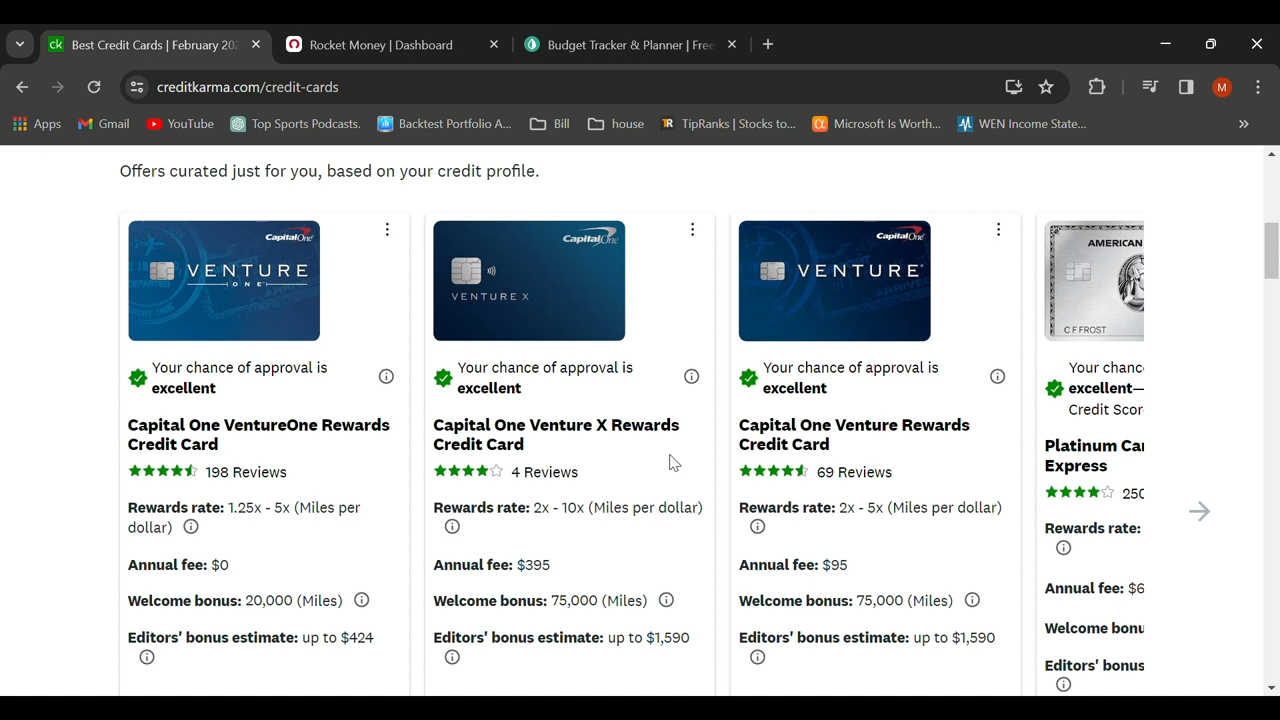 ck Best Credit Cards | February 202 Rocket Money | Dashboard Budget Tracker & Planner | Free
creditkarma.com/credit-cards M
Apps Gmail YouTube Top Sports Podcasts. Backtest Portfolio A... Bill house TR TipRanks | Stocks to... Microsoft Is Worth... WEN Income State... »
Offers curated just for you, based on your credit profile.
Capital One
VENTURE
ONE
Your chance of approval is
excellent
Capital One VentureOne Rewards
Credit Card
198 Reviews
Rewards rate: 1.25x - 5x (Miles per
dollar)
Annual fee: $0
Welcome bonus: 20,000 (Miles)
Editors' bonus estimate: up to $424
Capital One
VENTURE X
Your chance of approval is
excellent
Capital One Venture X Rewards
Credit Card
4 Reviews
Rewards rate: 2x - 10x (Miles per dollar)
Annual fee: $395
Welcome bonus: 75,000 (Miles)
Editors' bonus estimate: up to $1,590
Capital One
VENTURE
Your chance of approval is
excellent
Capital One Venture Rewards
Credit Card
69 Reviews
Rewards rate: 2x - 5x (Miles per dollar)
Annual fee: $95
Welcome bonus: 75,000 (Miles)
Editors' bonus estimate: up to $1,590
AMERICAN
C F FROST
Your chanc
excellent—
Credit Scor
Platinum Car
Express
250
Rewards rate:
Annual fee: $6
Welcome bonu
Editors' bonus